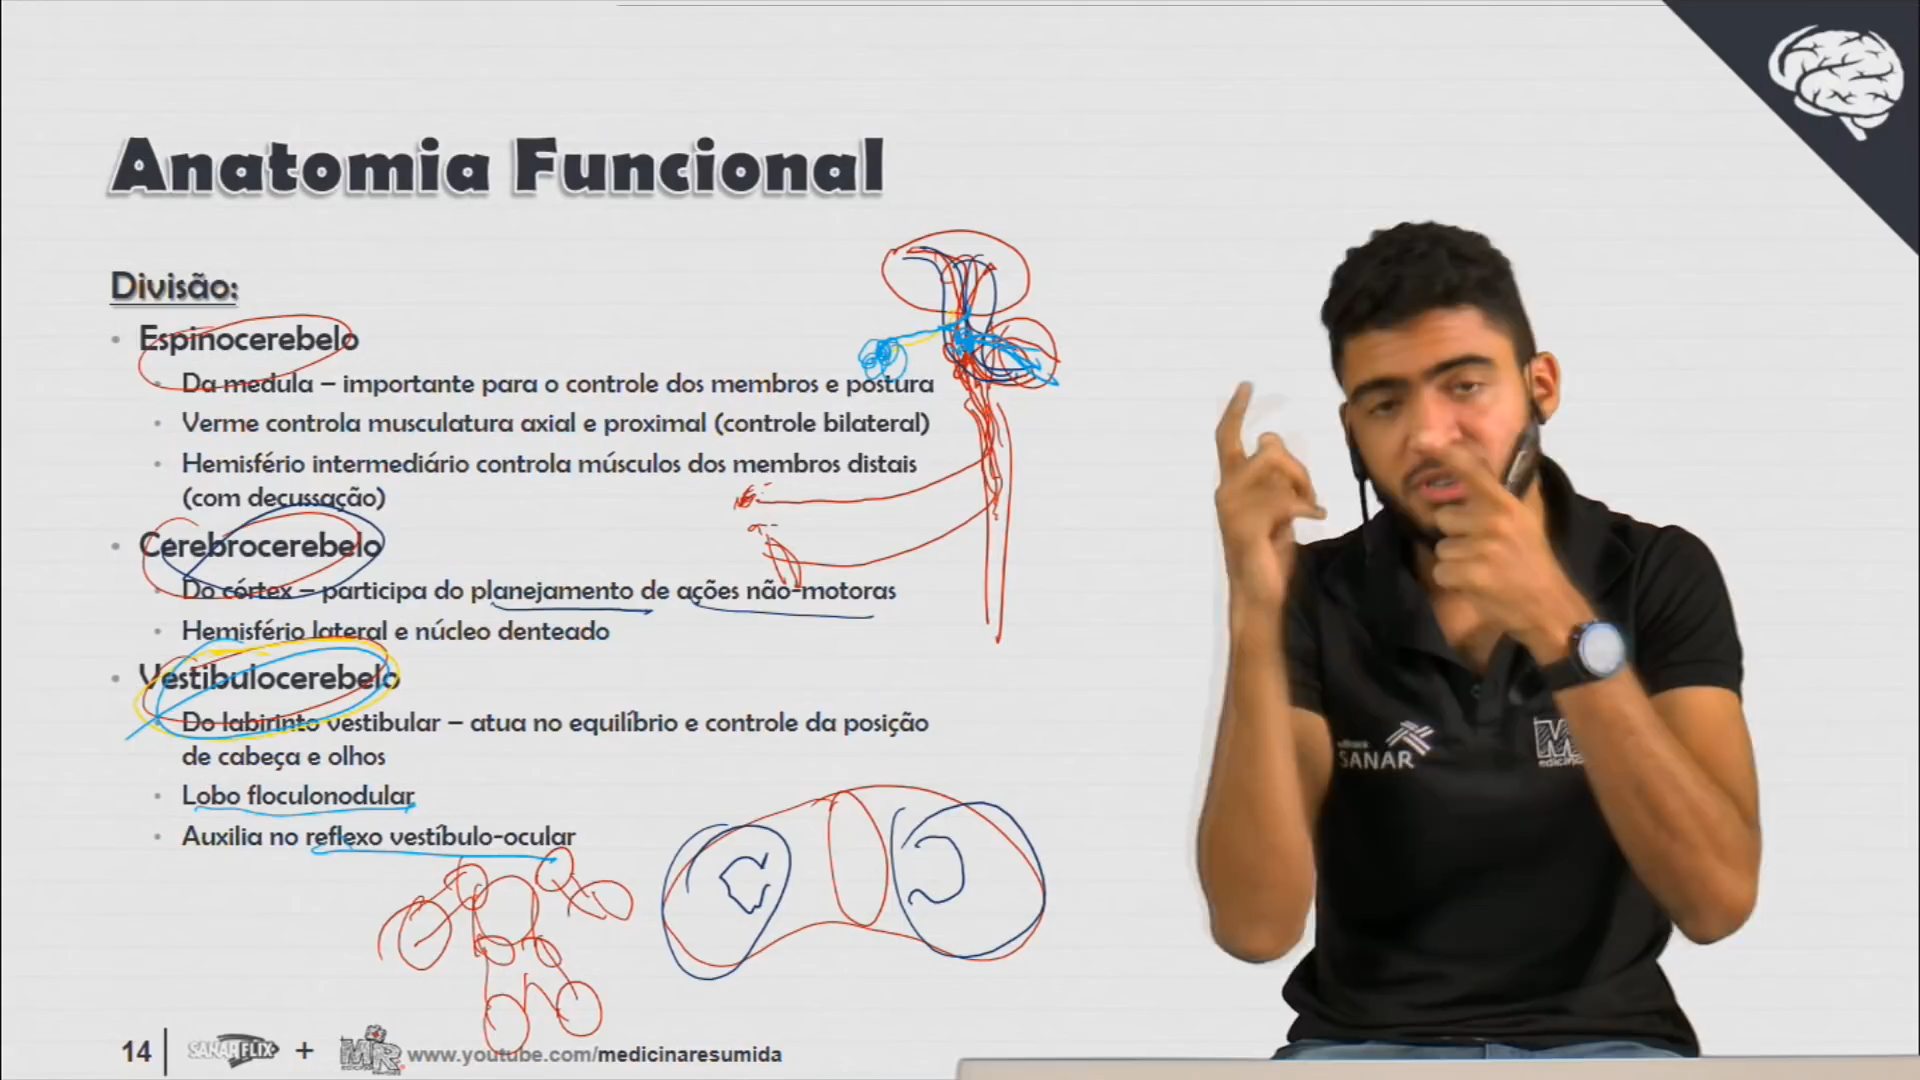 Anatomia Funcional
Divisão:
• Espinocerebelo
• Da medula – importante para o controle dos membros e postura
• Verme controla musculatura axial e proximal (controle bilateral)
• Hemisfério intermediário controla músculos dos membros distais
(com decussação)
• Cerebrocerebelo
• Do córtex – participa do planejamento de ações não-motoras
• Hemisfério lateral e núcleo denteado
• Vestibulocerebelo
• Do labirinto vestibular – atua no equilíbrio e controle da posição
de cabeça e olhos
• Lobo floculonodular
• Auxilia no reflexo vestíbulo-ocular
SANAR
14 | SANARFLIX + MR www.youtube.com/medicinaresumida